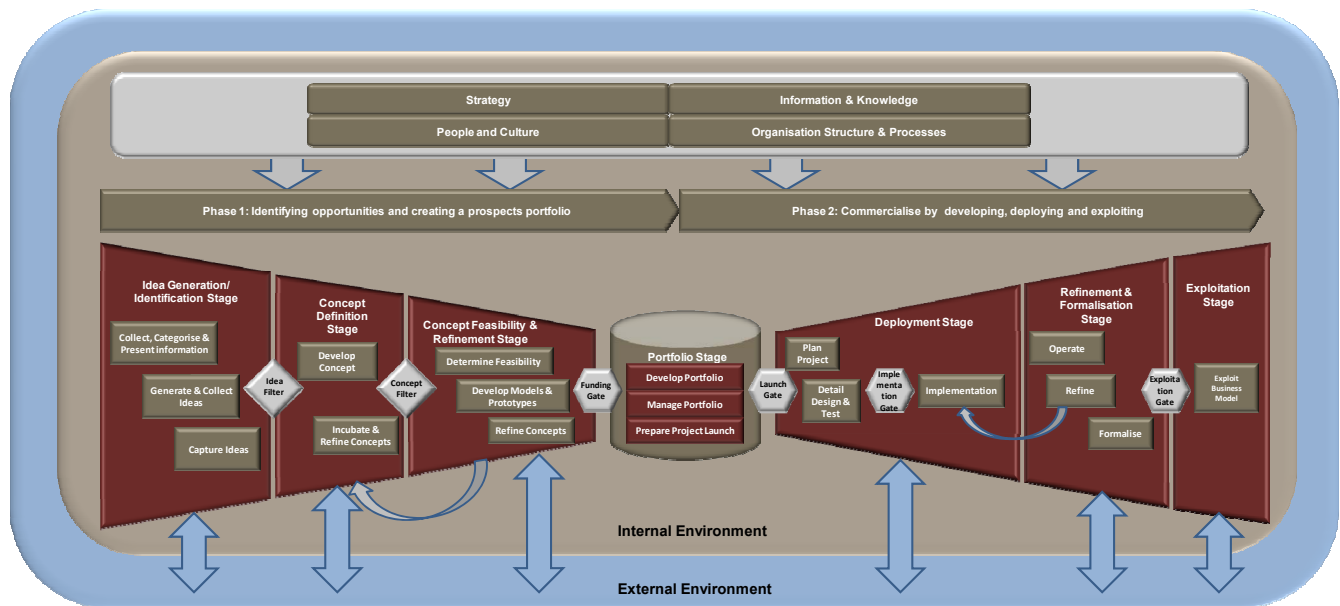 Strategy
Information & Knowledge
People and Culture
Organisation Structure & Processes
Phase 1: Identifying opportunities and creating a prospects portfolio
Phase 2: Commercialise by developing, deploying and exploiting
Idea Generation/
Identification Stage
Collect, Categorise &
Present information
Generate & Collect
Ideas
Capture Ideas
Idea
Filter
Concept
Definition
Stage
Develop
Concept
Incubate &
Refine Concepts
Concept
Filter
Concept Feasibility &
Refinement Stage
Determine Feasibility
Develop Models &
Prototypes
Refine Concepts
Funding
Gate
Portfolio Stage
Develop Portfolio
Manage Portfolio
Prepare Project Launch
Launch
Gate
Deployment Stage
Plan
Project
Detail
Design &
Test
Imple
menta
tion Gate
Implementation
Refinement &
Formalisation
Stage
Operate
Refine
Formalise
Exploita
tion
Gate
Exploitation
Stage
Exploit
Business
Model
Internal Environment
External Environment